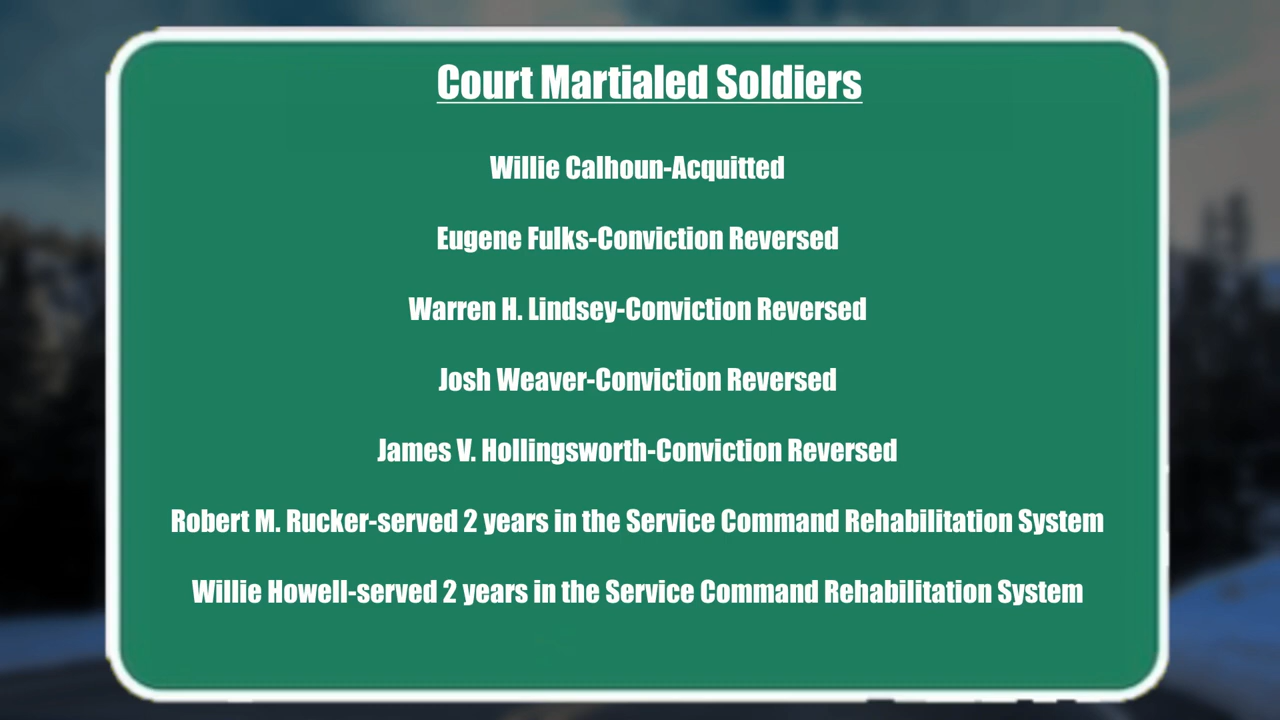 Court Martialed Soldiers
Willie Calhoun-Acquitted
Eugene Fulks-Conviction Reversed
Warren H. Lindsey-Conviction Reversed
Josh Weaver-Conviction Reversed
James V. Hollingsworth-Conviction Reversed
Robert M. Rucker-served 2 years in the Service Command Rehabilitation System
Willie Howell-served 2 years in the Service Command Rehabilitation System